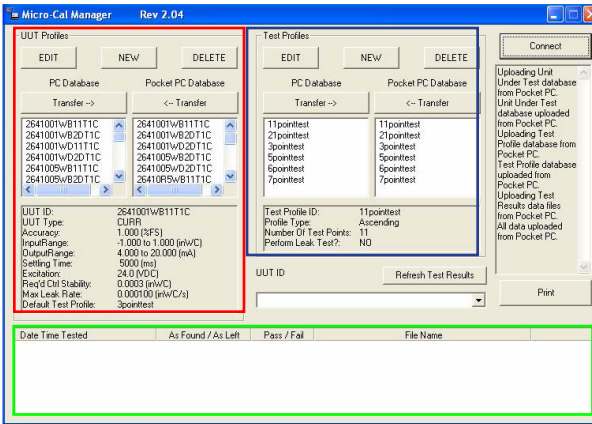 Micro-Cal Manager Rev 2.04
UUT Profiles
EDIT NEW DELETE
PC Database Pocket PC Database
Transfer --> <-- Transfer
2641001WB11T1C
2641001WB2DT1C
2641001WD11T1C
2641001WD2DT1C
2641005WB11T1C
2641005WB2DT1C
2641001WB11T1C
2641001WB2DT1C
2641001WD2DT1C
2641005WB2DT1C
2641005WD2DT1C
2641R5WB11T1C
UUT ID: 2641001WB11T1C
UUT Type: CURR
Accuracy: 1.000 (%FS)
InputRange: -1.000 to 1.000 (inWC)
OutputRange: 4.000 to 20.000 (mA)
Settling Time: 5000 (ms)
Excitation: 24.0 (VDC)
Req'd Ctrl Stability: 0.0003 (inWC)
Max Leak Rate: 0.000100 (inWC/s)
Default Test Profile: 3pointtest
Test Profiles
EDIT NEW DELETE
PC Database Pocket PC Database
Transfer --> <-- Transfer
11pointtest
21pointtest
3pointtest
5pointtest
6pointtest
7pointtest
11pointtest
21pointtest
3pointtest
5pointtest
6pointtest
7pointtest
Test Profile ID: 11pointtest
Profile Type: Ascending
Number Of Test Points: 11
Perform Leak Test?: NO
UUT ID Refresh Test Results
Connect
Uploading Unit
Under Test database
from Pocket PC.
Unit Under Test
database uploaded
from Pocket PC.
Uploading Test
Profile database from
Pocket PC.
Test Profile database
uploaded from
Pocket PC.
Uploading Test
Results data files
from Pocket PC.
All data uploaded
from Pocket PC.
Print
Date Time Tested As Found / As Left Pass / Fail File Name